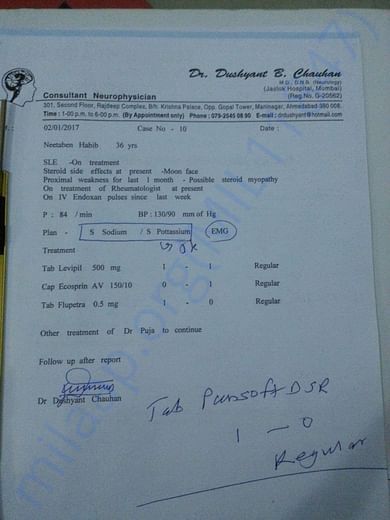 Dr. Dushyant B. Chauhan
M.D., D.N.B. (Neurology)
(Jaslok Hospital, Mumbai)
(Reg.No. G-20562)
Consultant Neurophysician
301, Second Floor, Rajdeep Complex, B/h. Krishna Palace, Opp. Gopal Tower, Maninagar, Ahmedabad-380 008.
Time : 1-00 p.m. to 6-00 p.m. (By Appointment only) Phone : 079-2545 08 90 E-mail : drdushyant@hotmail.com
02/01/2017 Case No - 10 Date :
Neetaben Habib 36 yrs
SLE -On treatment
Steroid side effects at present -Moon face
Proximal weakness for last 1 month - Possible steroid myopathy
On treatment of Rheumatologist at present
On IV Endoxan pulses since last week
P : 84 /min BP : 130/90 mm of Hg
Plan - S Sodium / S Pottassium EMG
Treatment
Tab Levipil 500 mg 1 - 1 Regular
Cap Ecosprin AV 150/10 0 - 1 Regular
Tab Flupetra 0.5 mg 1 - 0 Regular
Other treatment of Dr Puja to continue
Follow up after report
Dr Dushyant Chauhan
Tab DSR
1 - 0
Regular
milaap.org